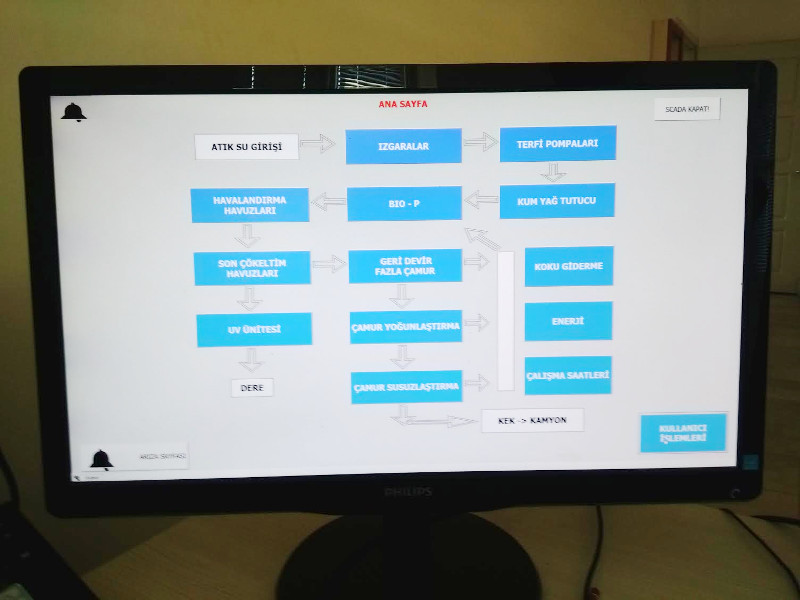 ANA SAYFA
SCADA KAPAT!
ATIK SU GİRİŞİ
IZGARALAR
TERFİ POMPALARI
HAVALANDIRMA
HAVUZLARI
BIO - P
KUM YAĞ TUTUCU
SON ÇÖKELTİM
HAVUZLARI
GERİ DEVİR
FAZLA ÇAMUR
KOKU GİDERME
UV ÜNİTESİ
ÇAMUR YOĞUNLAŞTIRMA
ENERJİ
DERE
ÇAMUR SUSUZLAŞTIRMA
ÇALIŞMA SAATLERİ
KEK -> KAMYON
KULLANICI
İŞLEMLERİ
ARIZA SAYFASI
PHILIPS